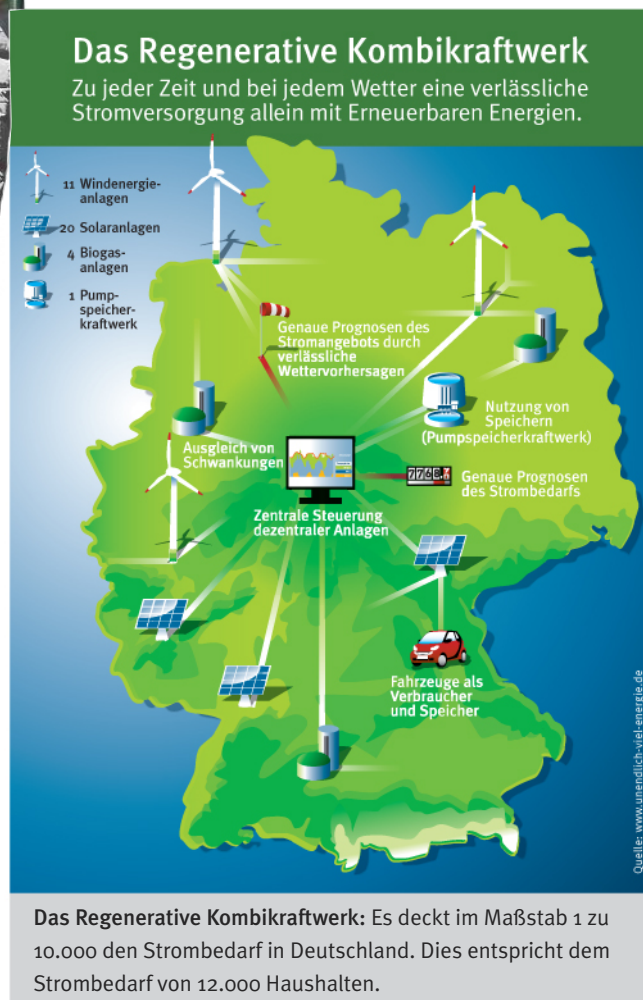 Das Regenerative Kombikraftwerk
Zu jeder Zeit und bei jedem Wetter eine verlässliche
Stromversorgung allein mit Erneuerbaren Energien.
11 Windenergie-
anlagen
20 Solaranlagen
4 Biogas-
anlagen
1 Pump-
speicher-
kraftwerk
Genaue Prognosen des
Stromangebots durch
verlässliche
Wettervorhersagen
Nutzung von
Speichern
(Pumpspeicherkraftwerk)
Ausgleich von
Schwankungen
Genaue Prognosen
des Strombedarfs
Zentrale Steuerung
dezentraler Anlagen
Fahrzeuge als
Verbraucher
und Speicher
Quelle: www.unendlich-viel-energie.de
Das Regenerative Kombikraftwerk: Es deckt im Maßstab 1 zu
10.000 den Strombedarf in Deutschland. Dies entspricht dem
Strombedarf von 12.000 Haushalten.